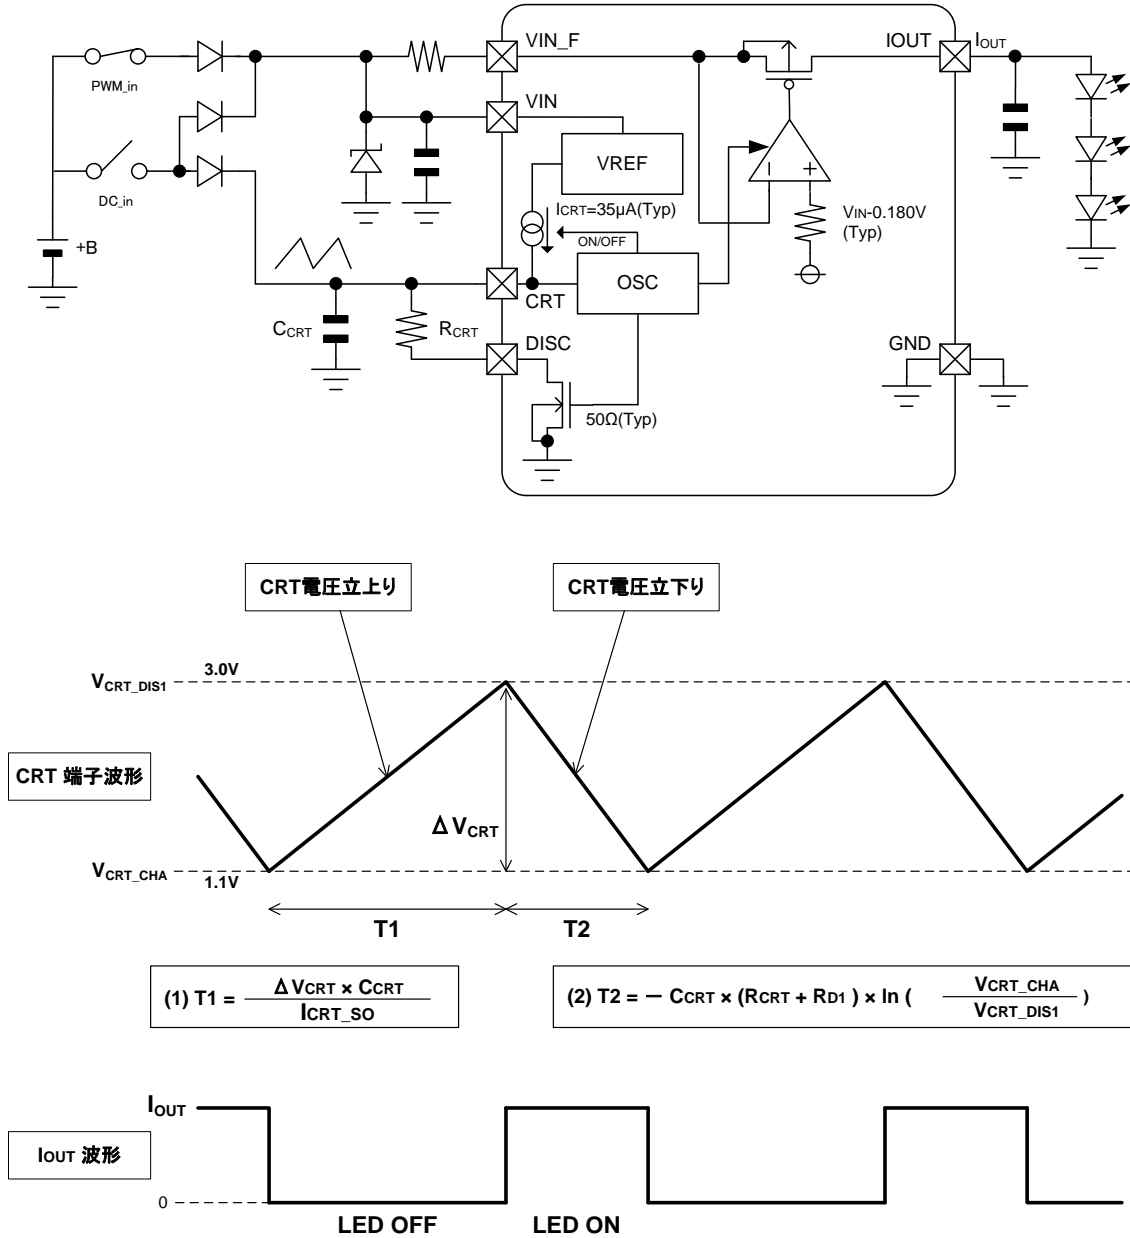 VIN_F
IOUT
IOUT
PWM_in
VIN
VREF
DC_in
ICRT=35µA(Typ)
VIN-0.180V
(Typ)
+B
ON/OFF
OSC
CRT
CCRT
RCRT
DISC
GND
50Ω(Typ)
CRT電圧立上り
CRT電圧立下り
VCRT_DIS1
3.0V
CRT 端子波形
ΔVCRT
VCRT_CHA
1.1V
T1
T2
(1) T1 = ΔVCRT × CCRT / ICRT_SO
(2) T2 = － CCRT × (RCRT + RD1 ) × ln ( VCRT_CHA / VCRT_DIS1 )
IOUT
IOUT 波形
0
LED OFF
LED ON